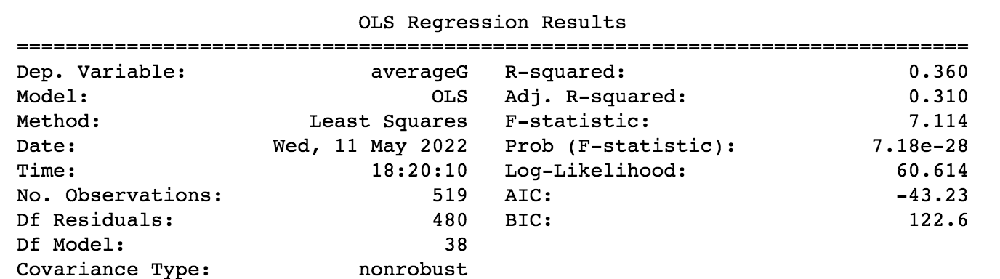 OLS Regression Results
==============================================================================
Dep. Variable: averageG R-squared: 0.360
Model: OLS Adj. R-squared: 0.310
Method: Least Squares F-statistic: 7.114
Date: Wed, 11 May 2022 Prob (F-statistic): 7.18e-28
Time: 18:20:10 Log-Likelihood: 60.614
No. Observations: 519 AIC: -43.23
Df Residuals: 480 BIC: 122.6
Df Model: 38
Covariance Type: nonrobust